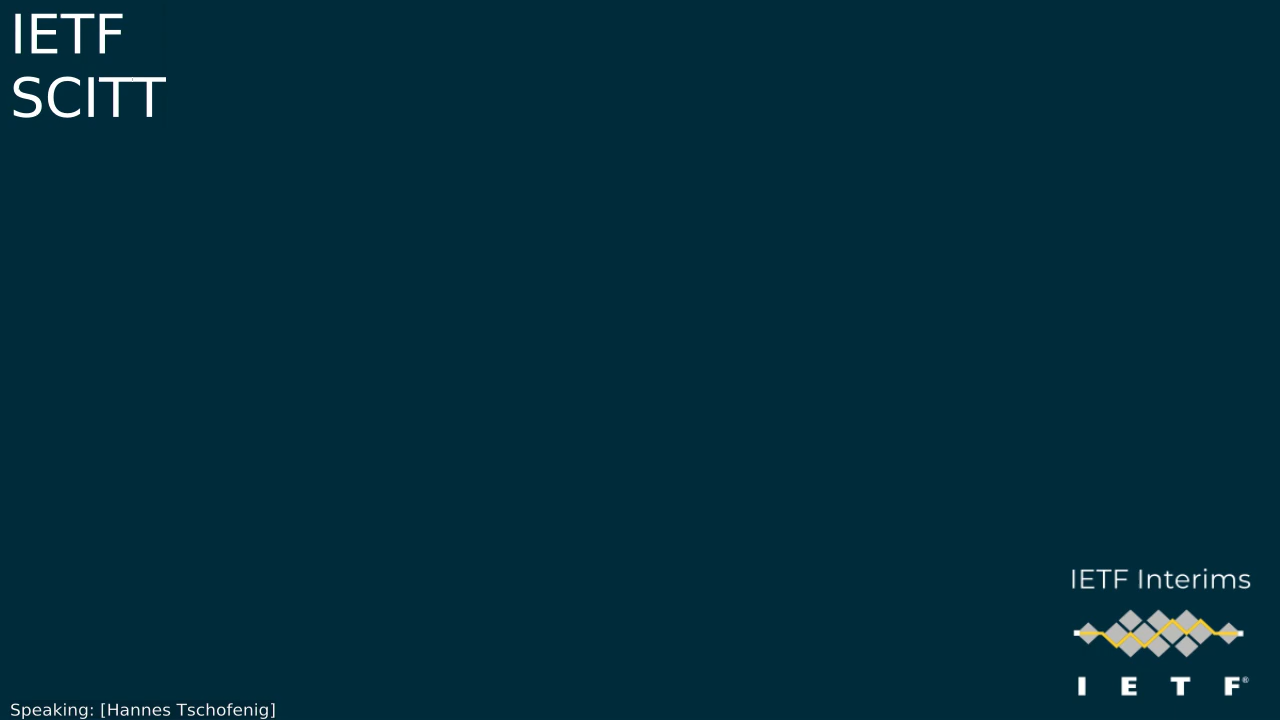 IETF
SCITT
IETF Interims
I E T F®
Speaking: [Hannes Tschofenig]